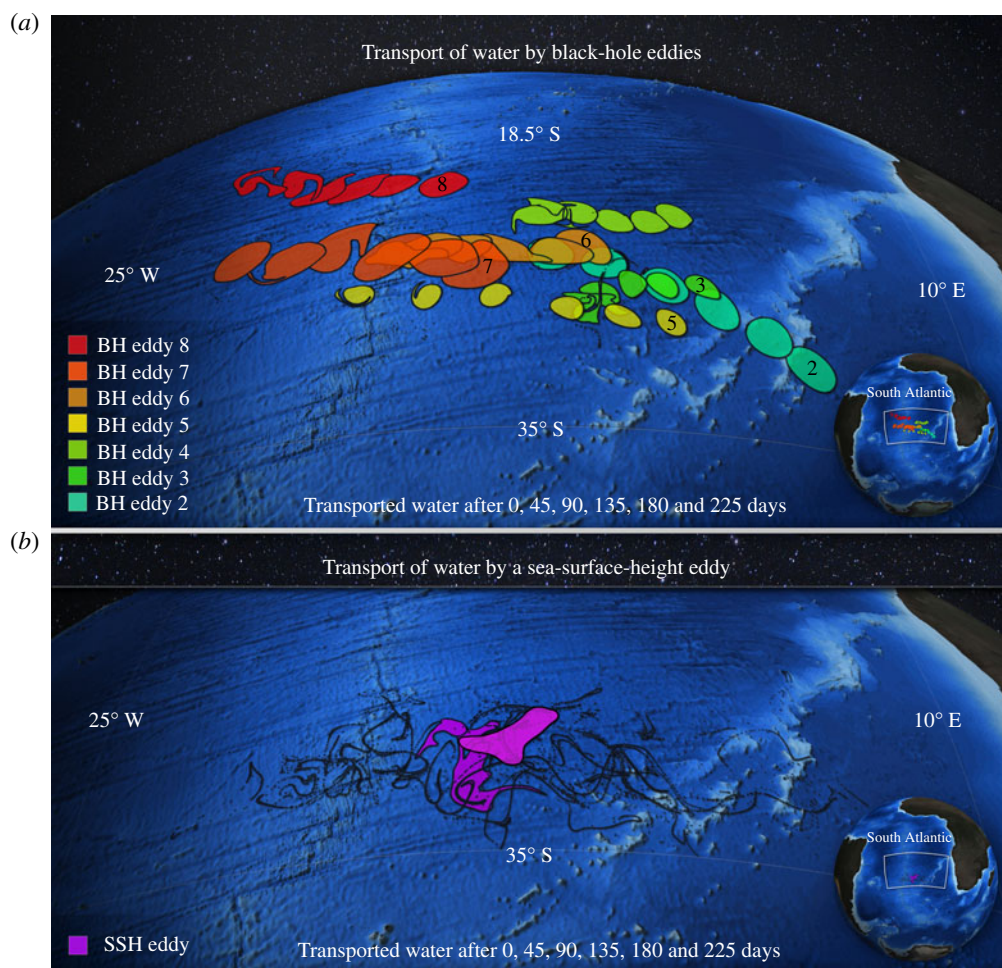 (a)
Transport of water by black-hole eddies
18.5° S
8
6
25° W
7
3
10° E
5
BH eddy 8
BH eddy 7
2
BH eddy 6
South Atlantic
BH eddy 5
35° S
BH eddy 4
BH eddy 3
BH eddy 2
Transported water after 0, 45, 90, 135, 180 and 225 days
(b)
Transport of water by a sea-surface-height eddy
25° W
10° E
South Atlantic
35° S
SSH eddy
Transported water after 0, 45, 90, 135, 180 and 225 days